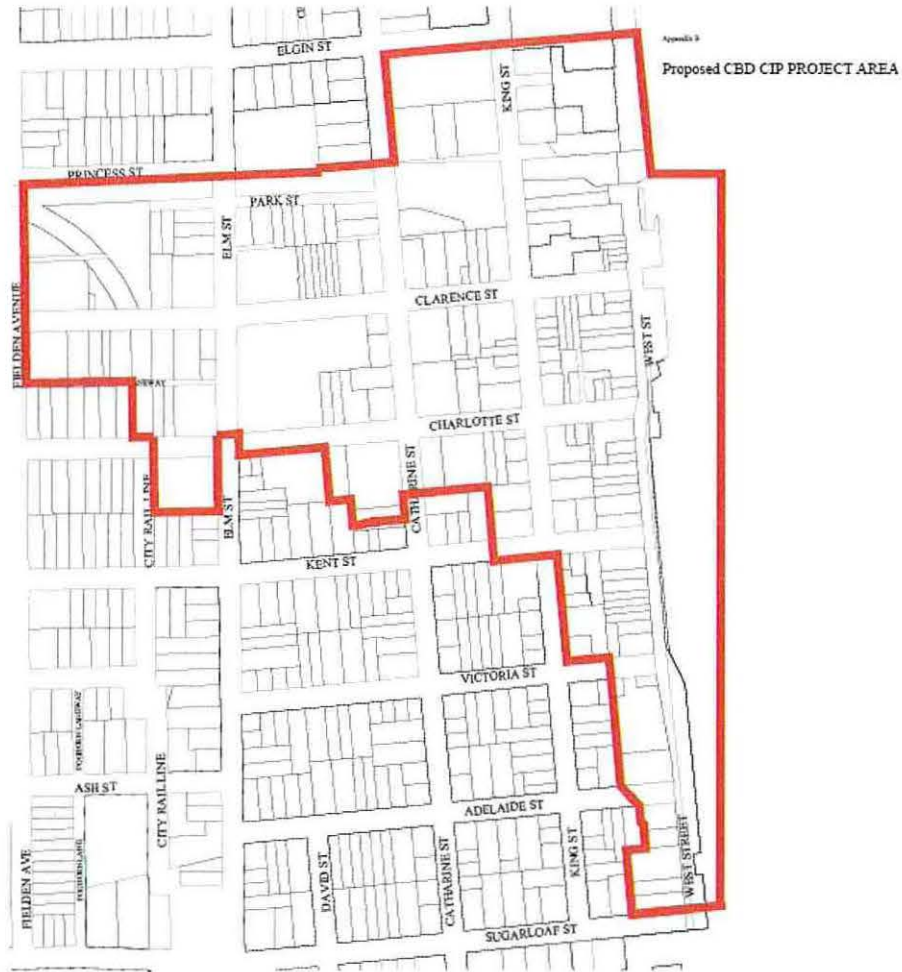 Appendix B
Proposed CBD CIP PROJECT AREA
ELGIN ST
KING ST
PRINCESS ST
PARK ST
ELM ST
FIELDEN AVENUE
CLARENCE ST
WEST ST
CHARLOTTE ST
CATHARINE ST
CITY RAIL LINE
ELM ST
KENT ST
VICTORIA ST
ASH ST
CITY RAIL LINE
ADELAIDE ST
FIELDEN AVE
DAVID ST
CATHARINE ST
KING ST
WEST STREET
SUGARLOAF ST